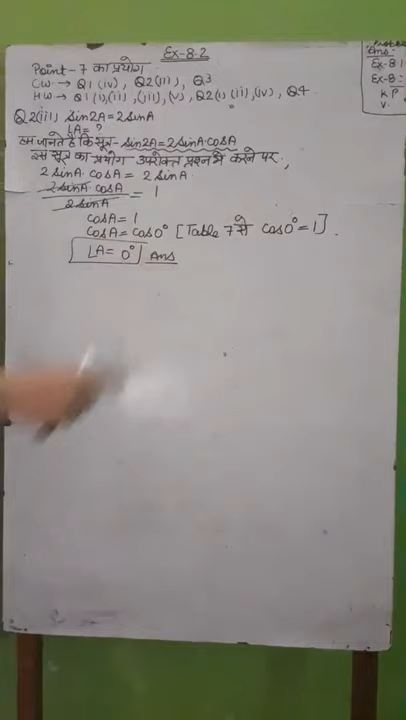 Ex-8.2
Point-7 का प्रयोग
CW → Q1(iv), Q2(iii), Q3
HW → Q1(i),(ii),(iii),(v), Q2(i)(ii),(iv), Q4
Q2(iii) sin2A = 2sinA
∠A = ?
हम जानते हैं कि सूत्र- sin2A = 2sinA·cosA
इस सूत्र का प्रयोग उपरोक्त प्रश्न में करने पर,
2sinA·cosA = 2sinA
2sinA·cosA / 2sinA = 1
cosA = 1
cosA = cos0° [Table 7 से cos0° = 1].
∠A = 0° Ans
Ex-8.1
Ex-8.
K.P
V.